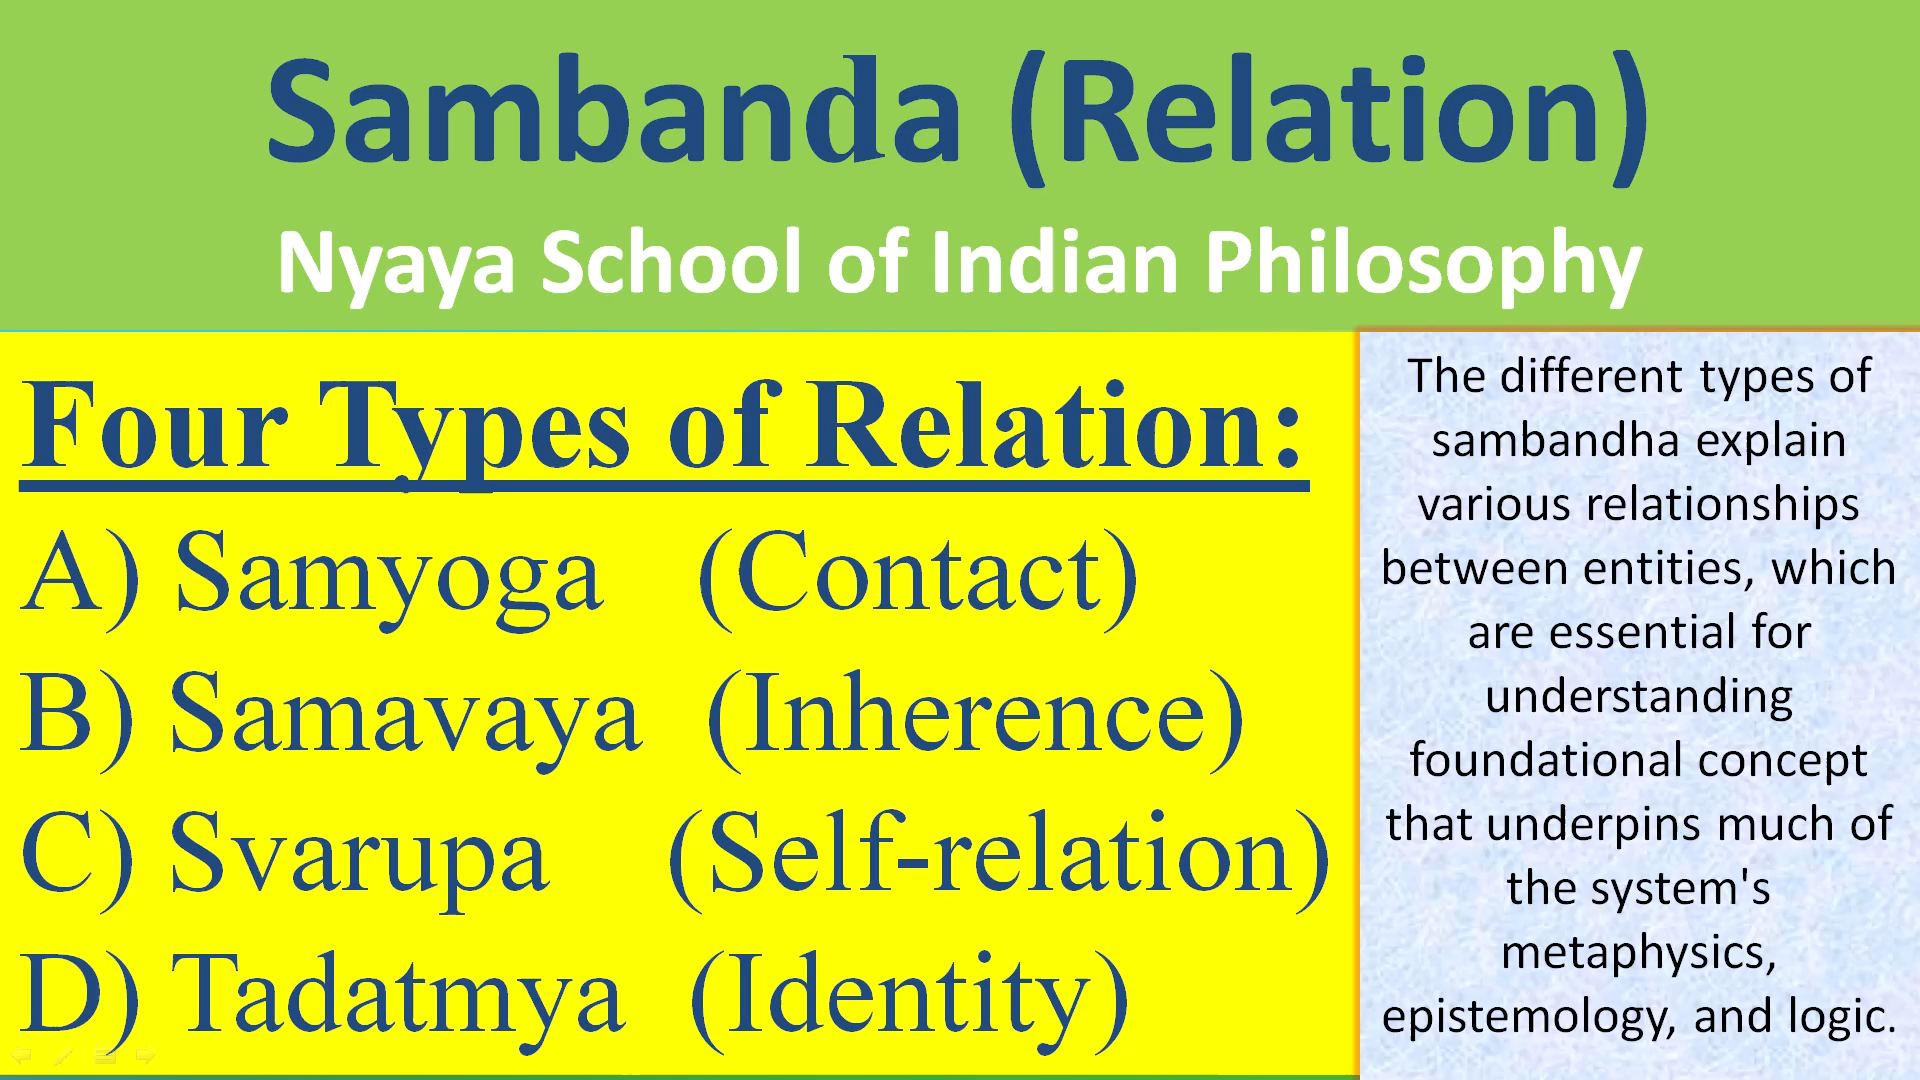 Sambanda (Relation)
Nyaya School of Indian Philosophy
Four Types of Relation:
A) Samyoga (Contact)
B) Samavaya (Inherence)
C) Svarupa (Self-relation)
D) Tadatmya (Identity)
The different types of
sambandha explain
various relationships
between entities, which
are essential for
understanding
foundational concept
that underpins much of
the system's
metaphysics,
epistemology, and logic.